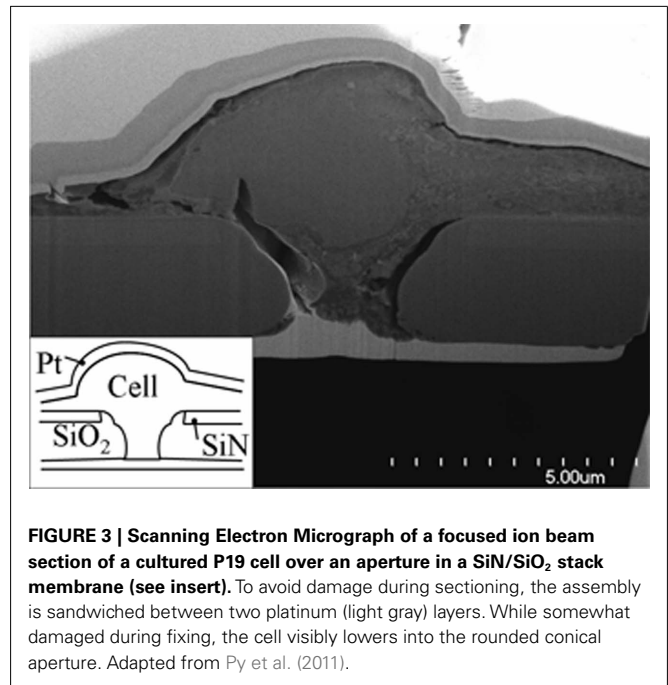 Pt
Cell
SiO₂
SiN
5.00um
FIGURE 3 | Scanning Electron Micrograph of a focused ion beam
section of a cultured P19 cell over an aperture in a SiN/SiO₂ stack
membrane (see insert). To avoid damage during sectioning, the assembly
is sandwiched between two platinum (light gray) layers. While somewhat
damaged during fixing, the cell visibly lowers into the rounded conical
aperture. Adapted from Py et al. (2011).